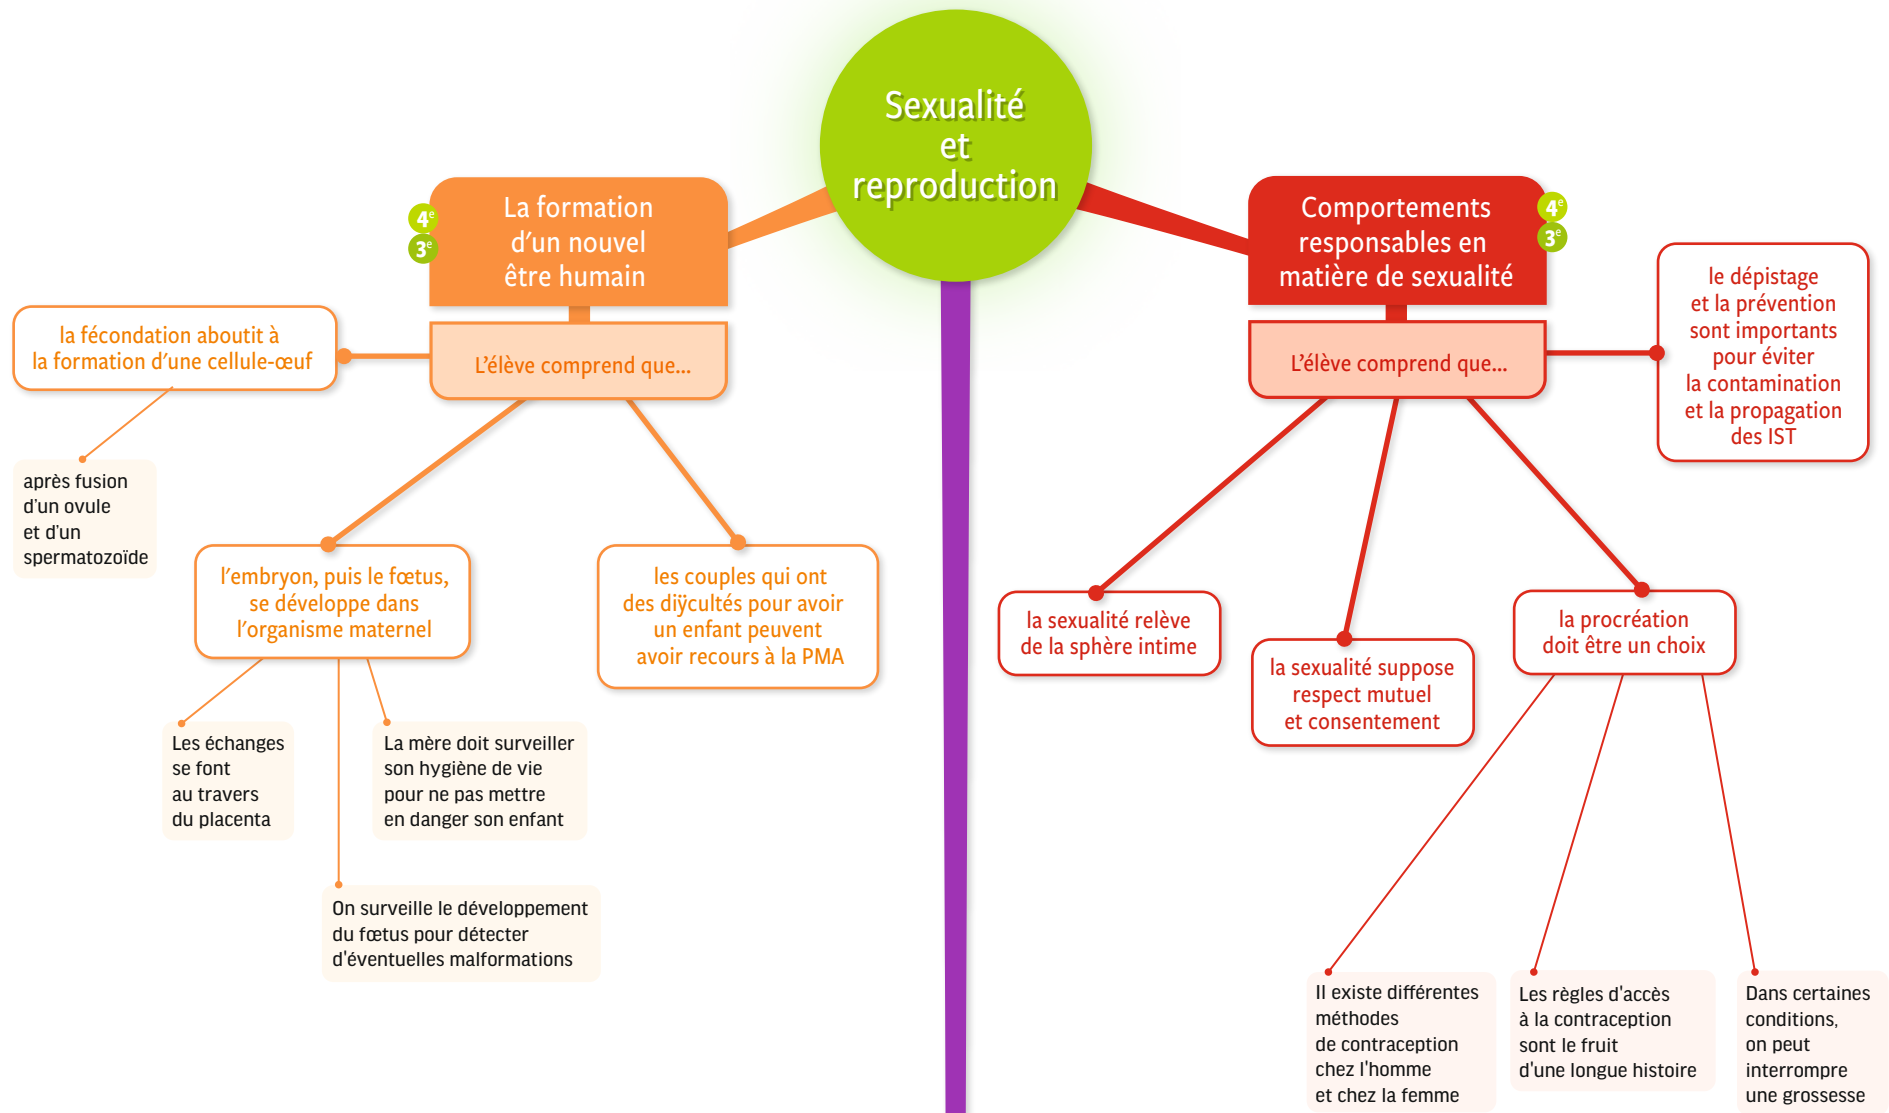 Sexualité
et
reproduction
4e
3e
La formation
d'un nouvel
être humain
L'élève comprend que...
la fécondation aboutit à
la formation d'une cellule-œuf
après fusion
d'un ovule
et d'un
spermatozoïde
l'embryon, puis le fœtus,
se développe dans
l'organisme maternel
Les échanges
se font
au travers
du placenta
On surveille le développement
du fœtus pour détecter
d'éventuelles malformations
La mère doit surveiller
son hygiène de vie
pour ne pas mettre
en danger son enfant
les couples qui ont
des diÿcultés pour avoir
un enfant peuvent
avoir recours à la PMA
Comportements
responsables en
matière de sexualité
4e
3e
L'élève comprend que...
le dépistage
et la prévention
sont importants
pour éviter
la contamination
et la propagation
des IST
la sexualité relève
de la sphère intime
la sexualité suppose
respect mutuel
et consentement
la procréation
doit être un choix
Il existe différentes
méthodes
de contraception
chez l'homme
et chez la femme
Les règles d'accès
à la contraception
sont le fruit
d'une longue histoire
Dans certaines
conditions,
on peut
interrompre
une grossesse